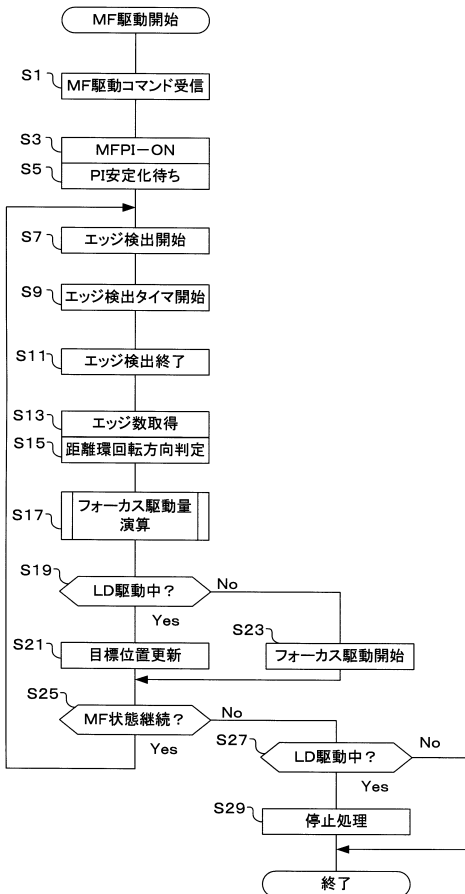 MF駆動開始
S1
MF駆動コマンド受信
S3
MFPI－ON
S5
PI安定化待ち
S7
エッジ検出開始
S9
エッジ検出タイマ開始
S11
エッジ検出終了
S13
エッジ数取得
S15
距離環回転方向判定
S17
フォーカス駆動量
演算
S19
LD駆動中？
No
Yes
S21
目標位置更新
S23
フォーカス駆動開始
S25
MF状態継続？
No
Yes
S27
LD駆動中？
No
Yes
S29
停止処理
終了